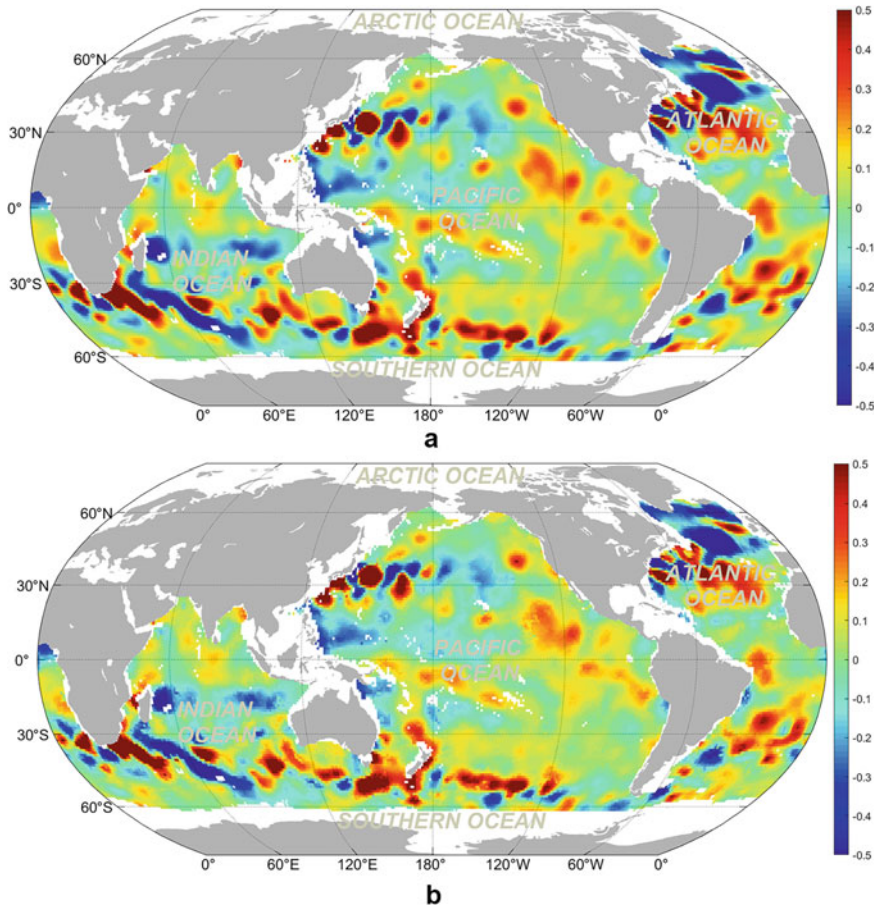 ARCTIC OCEAN
60°N
ATLANTIC
OCEAN
30°N
PACIFIC
OCEAN
0°
INDIAN
OCEAN
30°S
60°S
SOUTHERN OCEAN
0° 60°E 120°E 180° 120°W 60°W 0°
0.5
0.4
0.3
0.2
0.1
0
-0.1
-0.2
-0.3
-0.4
-0.5
a
ARCTIC OCEAN
60°N
ATLANTIC
OCEAN
30°N
PACIFIC
OCEAN
0°
INDIAN
OCEAN
30°S
60°S
SOUTHERN OCEAN
0° 60°E 120°E 180° 120°W 60°W 0°
0.5
0.4
0.3
0.2
0.1
0
-0.1
-0.2
-0.3
-0.4
-0.5
b